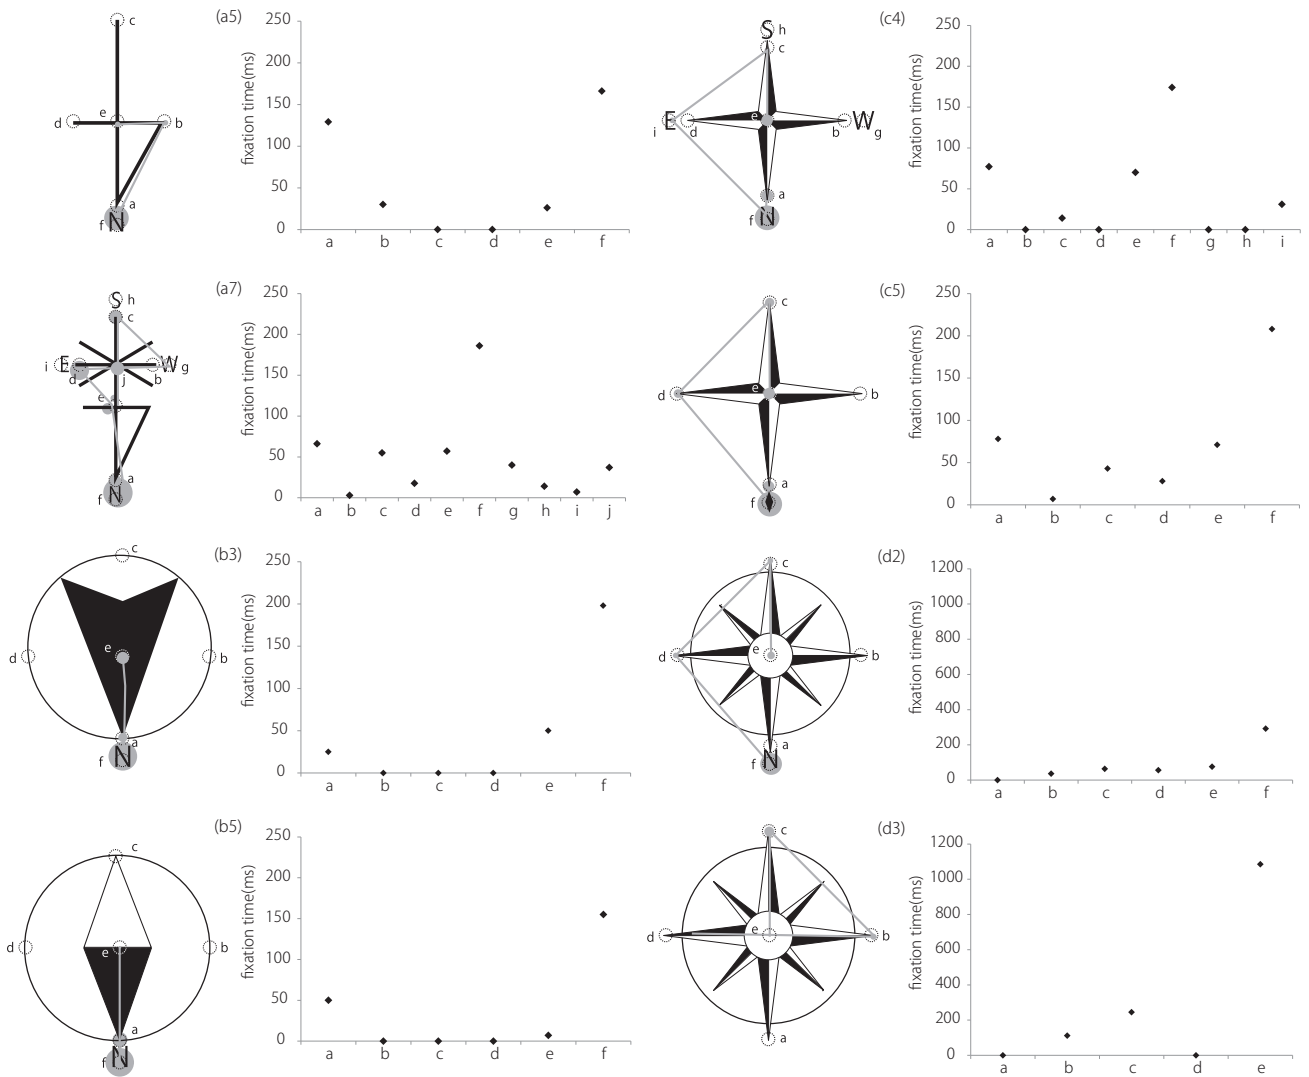 (a5)
c
d
e
b
a
f
N
fixation time(ms)
250
200
150
100
50
0
a b c d e f
(c4)
S h
c
i E d
e
b W g
a
f N
fixation time(ms)
250
200
150
100
50
0
a b c d e f g h i
(a7)
S h
c
i E
d
j
b
W g
e
a
f N
fixation time(ms)
250
200
150
100
50
0
a b c d e f g h i j
(c5)
c
d
e
b
a
f
fixation time(ms)
250
200
150
100
50
0
a b c d e f
(b3)
c
d
e
b
a
f N
fixation time(ms)
250
200
150
100
50
0
a b c d e f
(d2)
c
d
e
b
a
f N
fixation time(ms)
1200
1000
800
600
400
200
0
a b c d e f
(b5)
c
d
e
b
a
f N
fixation time(ms)
250
200
150
100
50
0
a b c d e f
(d3)
c
d
e
b
a
fixation time(ms)
1200
1000
800
600
400
200
0
a b c d e